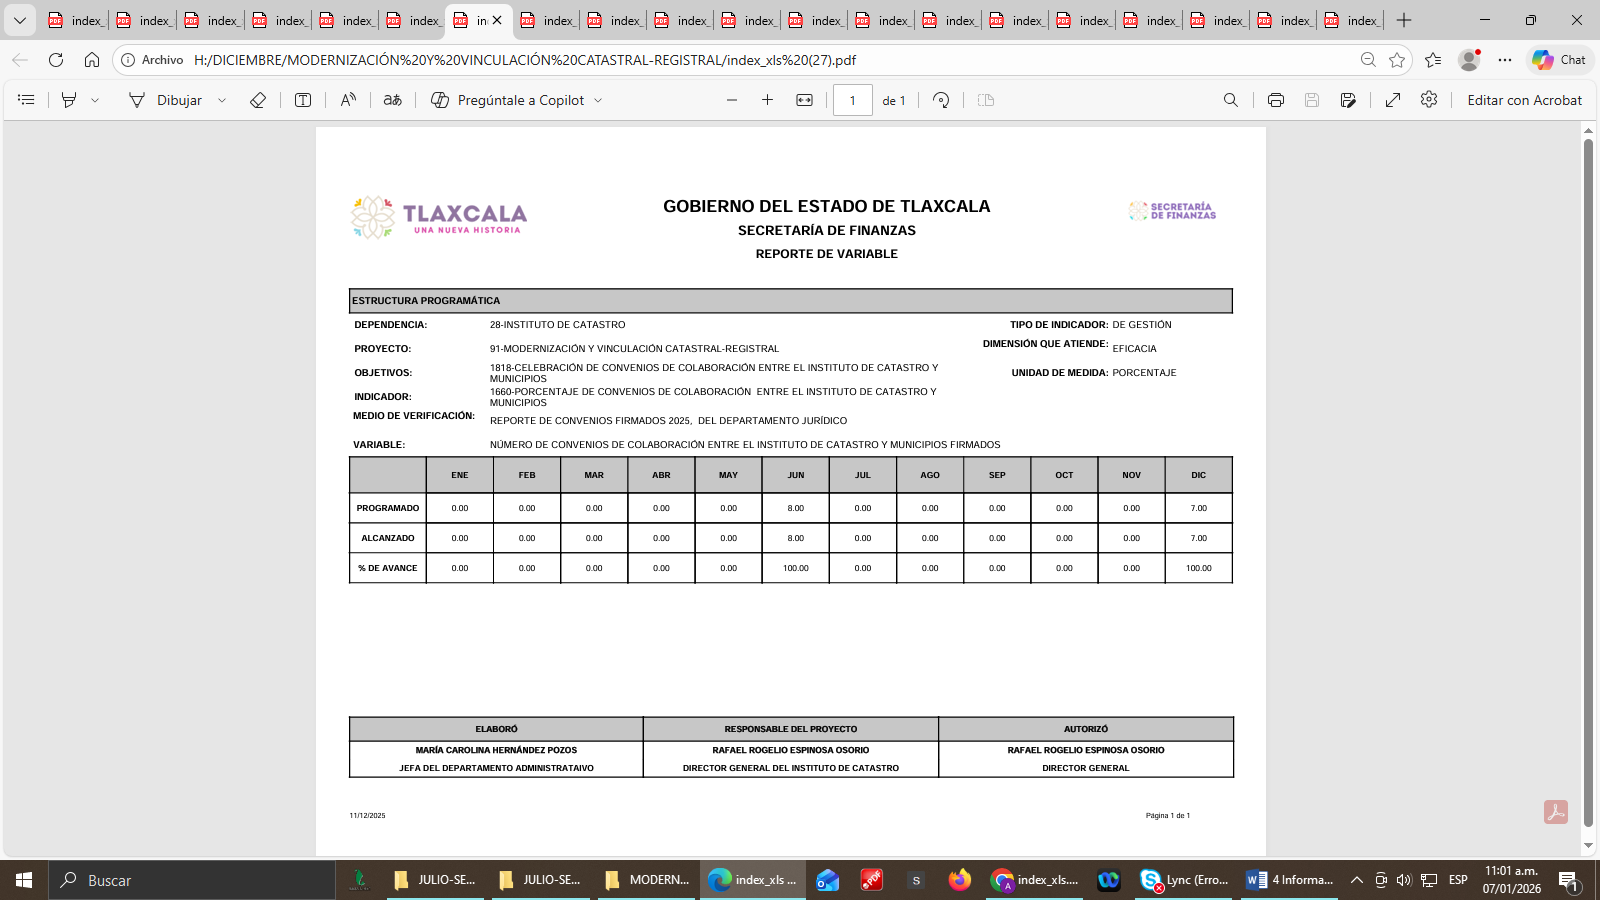 index_ index_ index_ index_ index_ index_ in index_ index_ index_ index_ index_ index_ index_ index_ index_ index_ index_ index_ index_
Archivo H:/DICIEMBRE/MODERNIZACIÓN%20Y%20VINCULACIÓN%20CATASTRAL-REGISTRAL/index_xls%20(27).pdf Chat
Dibujar Pregúntale a Copilot 1 de 1 Editar con Acrobat
TLAXCALA
UNA NUEVA HISTORIA
GOBIERNO DEL ESTADO DE TLAXCALA
SECRETARÍA DE FINANZAS
REPORTE DE VARIABLE
SECRETARÍA
DE FINANZAS
ESTRUCTURA PROGRAMÁTICA
DEPENDENCIA: 28-INSTITUTO DE CATASTRO TIPO DE INDICADOR: DE GESTIÓN
PROYECTO: 91-MODERNIZACIÓN Y VINCULACIÓN CATASTRAL-REGISTRAL DIMENSIÓN QUE ATIENDE: EFICACIA
OBJETIVOS: 1818-CELEBRACIÓN DE CONVENIOS DE COLABORACIÓN ENTRE EL INSTITUTO DE CATASTRO Y
MUNICIPIOS UNIDAD DE MEDIDA: PORCENTAJE
INDICADOR: 1660-PORCENTAJE DE CONVENIOS DE COLABORACIÓN ENTRE EL INSTITUTO DE CATASTRO Y
MUNICIPIOS
MEDIO DE VERIFICACIÓN: REPORTE DE CONVENIOS FIRMADOS 2025, DEL DEPARTAMENTO JURÍDICO
VARIABLE: NÚMERO DE CONVENIOS DE COLABORACIÓN ENTRE EL INSTITUTO DE CATASTRO Y MUNICIPIOS FIRMADOS
ENE FEB MAR ABR MAY JUN JUL AGO SEP OCT NOV DIC
PROGRAMADO 0.00 0.00 0.00 0.00 0.00 8.00 0.00 0.00 0.00 0.00 0.00 7.00
ALCANZADO 0.00 0.00 0.00 0.00 0.00 8.00 0.00 0.00 0.00 0.00 0.00 7.00
% DE AVANCE 0.00 0.00 0.00 0.00 0.00 100.00 0.00 0.00 0.00 0.00 0.00 100.00
ELABORÓ RESPONSABLE DEL PROYECTO AUTORIZÓ
MARÍA CAROLINA HERNÁNDEZ POZOS RAFAEL ROGELIO ESPINOSA OSORIO RAFAEL ROGELIO ESPINOSA OSORIO
JEFA DEL DEPARTAMENTO ADMINISTRATAIVO DIRECTOR GENERAL DEL INSTITUTO DE CATASTRO DIRECTOR GENERAL
11/12/2025 Página 1 de 1
Buscar JULIO-SE... JULIO-SE... MODERN... index_xls ... index_xls.... Lync (Erro... 4 Informa... ESP 11:01 a.m.
07/01/2026 1